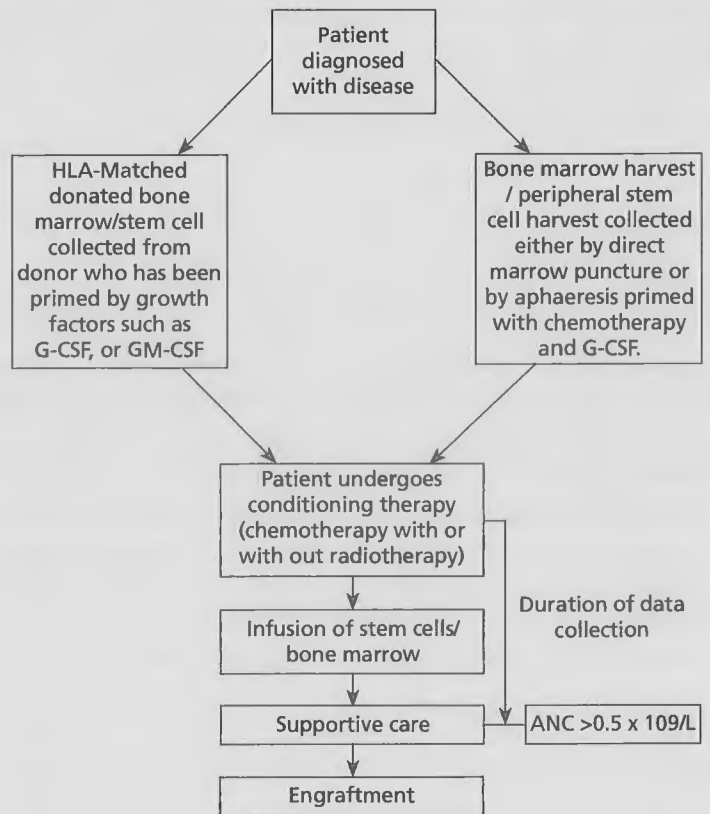 Patient
diagnosed
with disease
HLA-Matched
donated bone
marrow/stem cell
collected from
donor who has been
primed by growth
factors such as
G-CSF, or GM-CSF
Bone marrow harvest
/ peripheral stem
cell harvest collected
either by direct
marrow puncture or
by aphaeresis primed
with chemotherapy
and G-CSF.
Patient undergoes
conditioning therapy
(chemotherapy with or
with out radiotherapy)
Duration of data
collection
Infusion of stem cells/
bone marrow
Supportive care
ANC >0.5 x 109/L
Engraftment